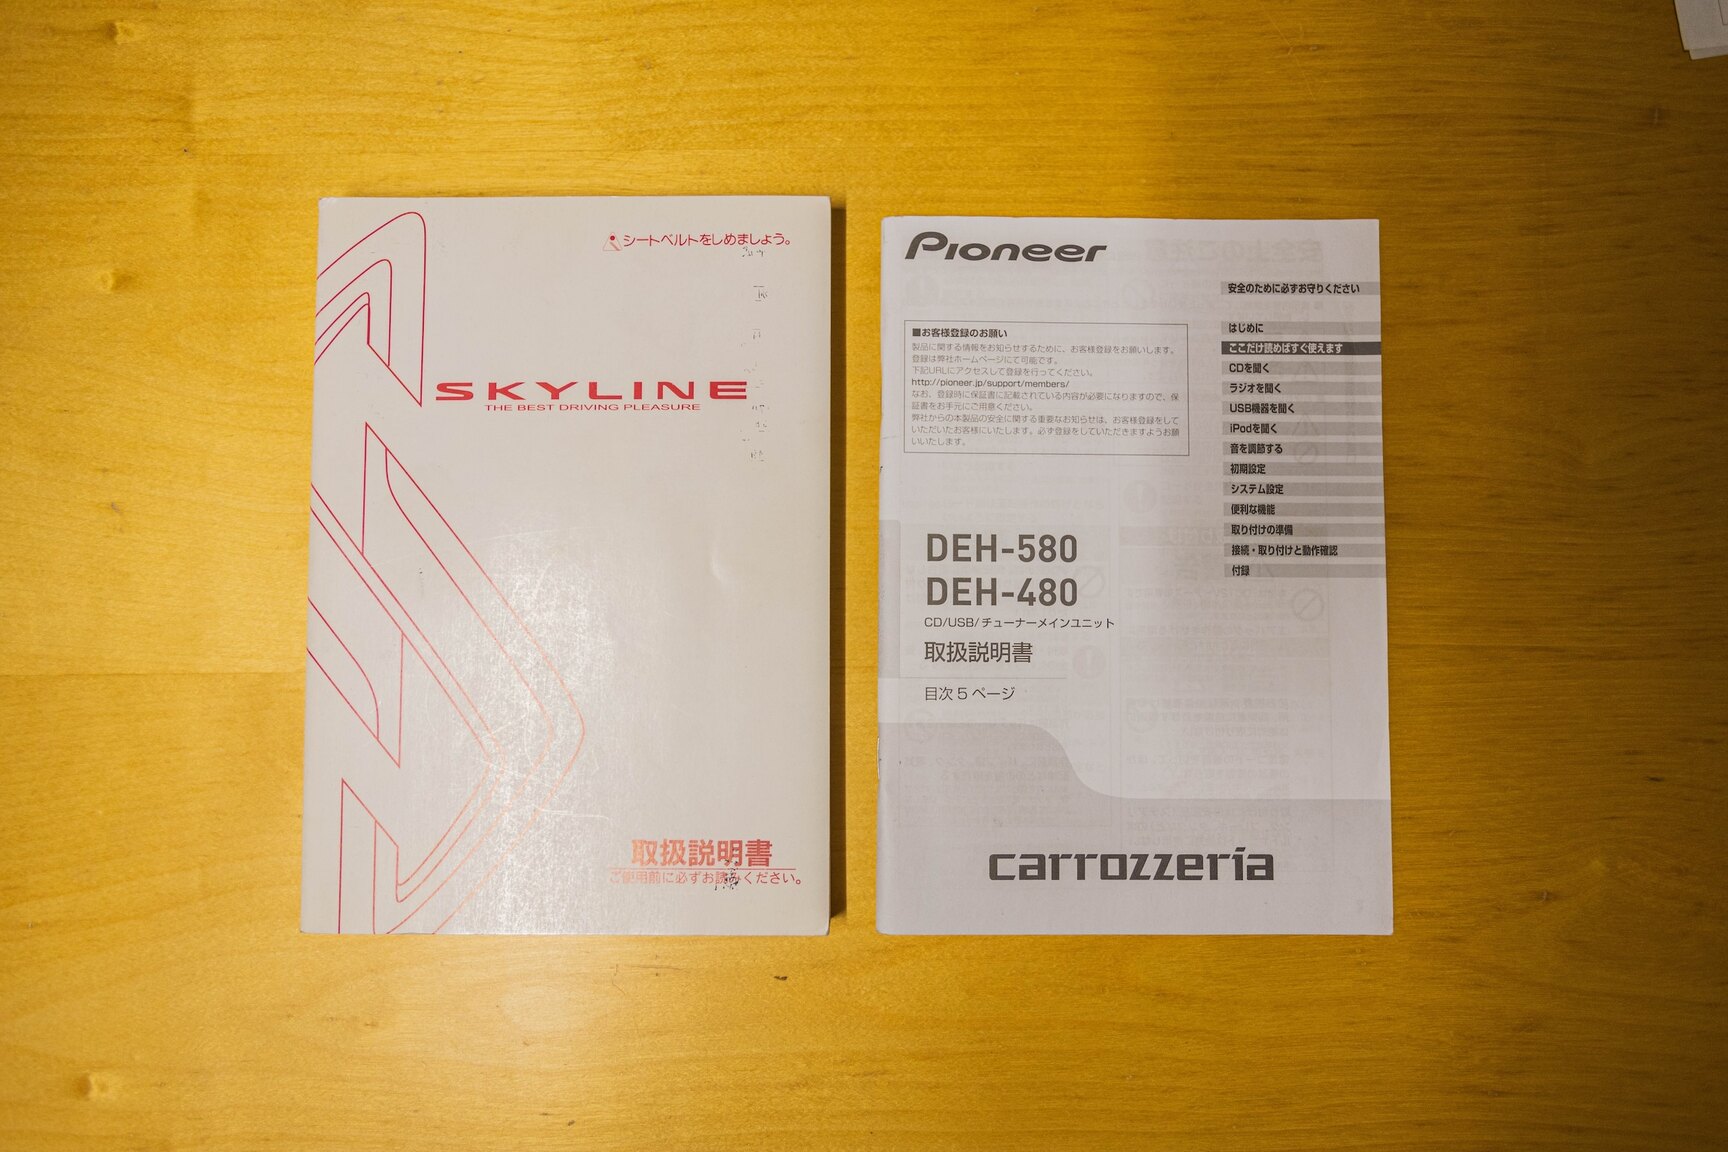 シートベルトをしめましょう。
SKYLINE
THE BEST DRIVING PLEASURE
取扱説明書
ご使用前に必ずお読みください。
Pioneer
安全のために必ずお守りください
はじめに
ここだけ読めばすぐ使えます
CDを聞く
ラジオを聞く
USB機器を聞く
iPodを聞く
音を調節する
初期設定
システム設定
便利な機能
取り付けの準備
接続・取り付けと動作確認
付録
■お客様登録のお願い
製品に関する情報をお知らせするために、お客様登録をお願いします。
登録は弊社ホームページにて可能です。
下記URLにアクセスして登録を行ってください。
http://pioneer.jp/support/members/
なお、登録時に保証書に記載されている内容が必要になりますので、保
証書をお手元にご用意ください。
弊社からの本製品の安全に関する重要なお知らせは、お客様登録をして
いただいたお客様にいたします。必ず登録をしていただきますようお願
いいたします。
DEH-580
DEH-480
CD/USB/チューナーメインユニット
取扱説明書
目次 5 ページ
carrozzeria